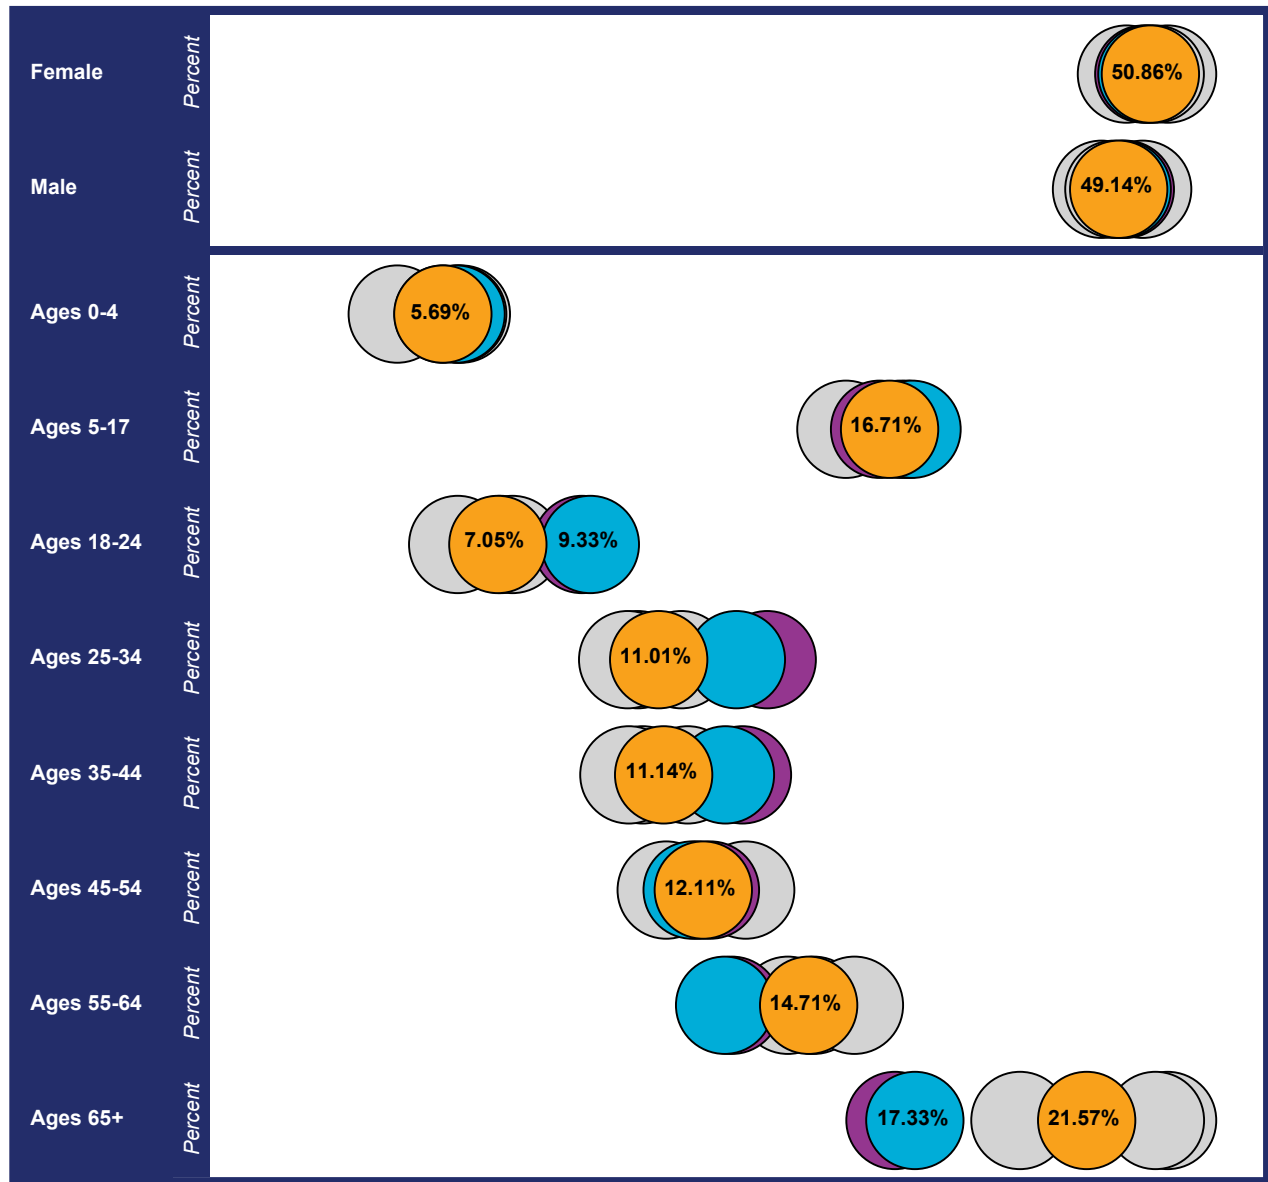 Female Percent 50.86%
Male Percent 49.14%
Ages 0-4 Percent 5.69%
Ages 5-17 Percent 16.71%
Ages 18-24 Percent 7.05% 9.33%
Ages 25-34 Percent 11.01%
Ages 35-44 Percent 11.14%
Ages 45-54 Percent 12.11%
Ages 55-64 Percent 14.71%
Ages 65+ Percent 17.33% 21.57%